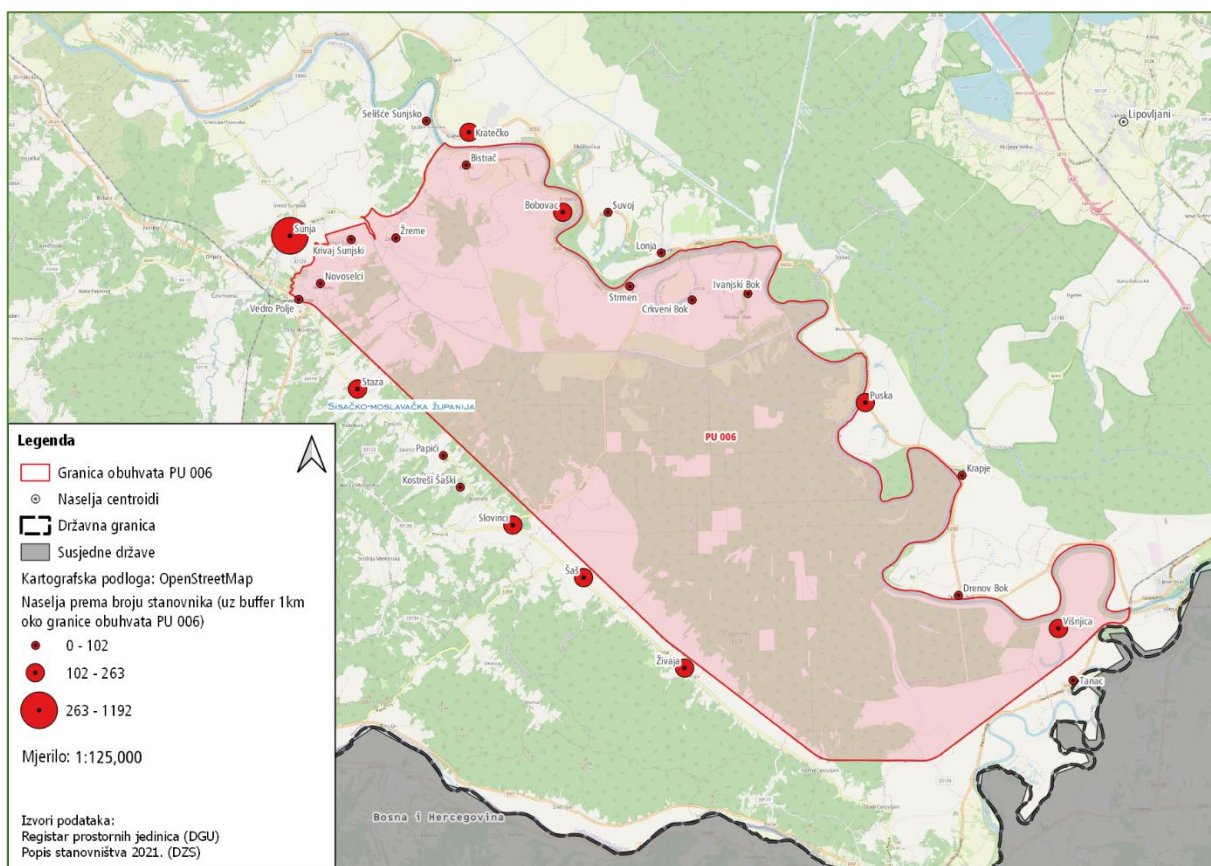 Lipovljani
Selišće Sunjsko
Kratečko
Bistrač
Bobovac
Suvoj
Sunja
Krivaj Sunjski
Žreme
Lonja
Novoselci
Strmen
Crkveni Bok
Ivanjski Bok
Vedro Polje
Staza
SISAČKO-MOSLAVAČKA ŽUPANIJA
Puska
PU 006
Papići
Kostreši Šaški
Krapje
Slovinci
Šaš
Drenov Bok
Višnjica
Živaja
Tanac
Bosna i Hercegovina
Legenda
Granica obuhvata PU 006
Naselja centroidi
Državna granica
Susjedne države
Kartografska podloga: OpenStreetMap
Naselja prema broju stanovnika (uz buffer 1km
oko granice obuhvata PU 006)
0 - 102
102 - 263
263 - 1192
Mjerilo: 1:125,000
Izvori podataka:
Registar prostornih jedinica (DGU)
Popis stanovništva 2021. (DZS)